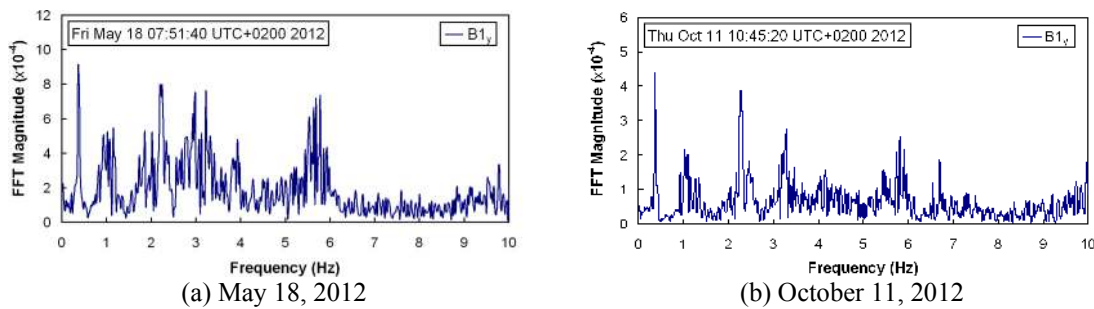 12
10
8
6
4
2
0
FFT Magnitude (x10⁻⁴)
Fri May 18 07:51:40 UTC+0200 2012
B1y
0 1 2 3 4 5 6 7 8 9 10
Frequency (Hz)
(a) May 18, 2012
6
5
4
3
2
1
0
FFT Magnitude (x10⁻⁴)
Thu Oct 11 10:45:20 UTC+0200 2012
B1y
0 1 2 3 4 5 6 7 8 9 10
Frequency (Hz)
(b) October 11, 2012